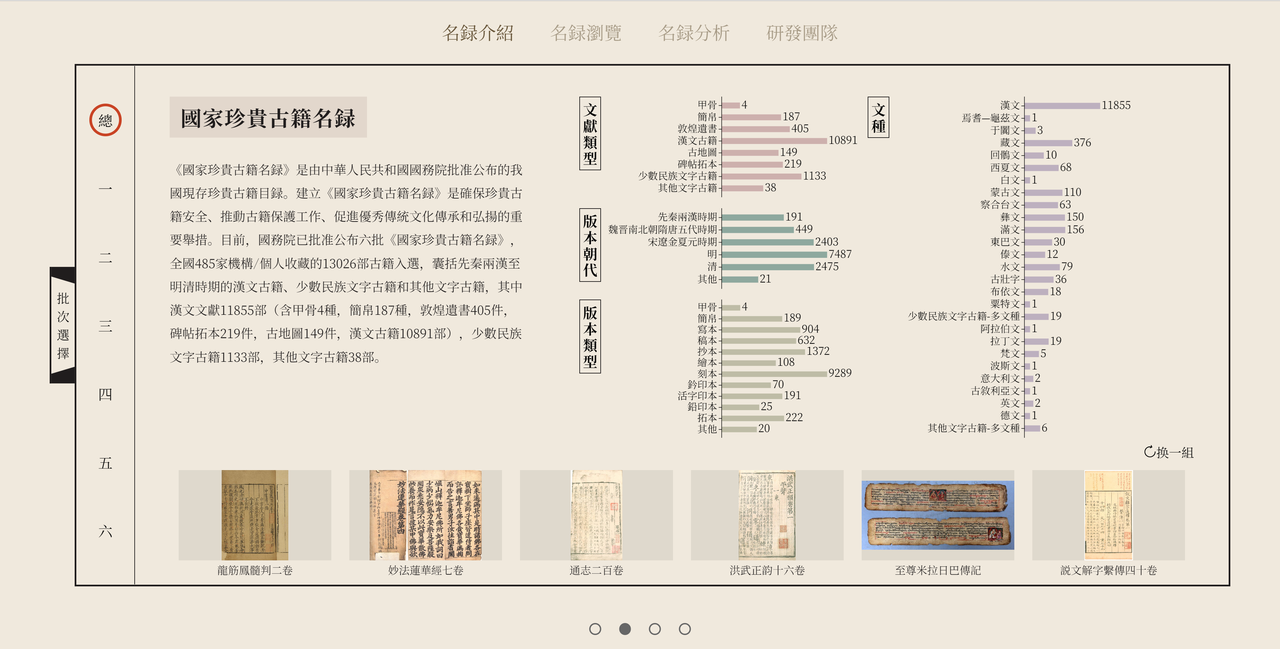 名録介紹 名録瀏覽 名録分析 研發團隊
批次選擇
總
一
二
三
四
五
六
國家珍貴古籍名録
《國家珍貴古籍名録》是由中華人民共和國國務院批准公布的我
國現存珍貴古籍目録。建立《國家珍貴古籍名録》是確保珍貴古
籍安全、推動古籍保護工作、促進優秀傳統文化傳承和弘揚的重
要舉措。目前，國務院已批准公布六批《國家珍貴古籍名録》，
全國485家機構/個人收藏的13026部古籍入選，囊括先秦兩漢至
明清時期的漢文古籍、少數民族文字古籍和其他文字古籍，其中
漢文文獻11855部（含甲骨4種，簡帛187種，敦煌遺書405件，
碑帖拓本219件，古地圖149件，漢文古籍10891部），少數民族
文字古籍1133部，其他文字古籍38部。
文獻類型
甲骨 4
簡帛 187
敦煌遺書 405
漢文古籍 10891
古地圖 149
碑帖拓本 219
少數民族文字古籍 1133
其他文字古籍 38
版本朝代
先秦兩漢時期 191
魏晋南北朝隋唐五代時期 449
宋遼金夏元時期 2403
明 7487
清 2475
其他 21
版本類型
甲骨 4
簡帛 189
寫本 904
稿本 632
抄本 1372
繪本 108
刻本 9289
鈐印本 70
活字印本 191
鉛印本 25
拓本 222
其他 20
文種
漢文 11855
焉耆—龜茲文 1
于闐文 3
藏文 376
回鶻文 10
西夏文 68
白文 1
蒙古文 110
察合台文 63
彝文 150
滿文 156
東巴文 30
傣文 12
水文 79
古壯字 36
布依文 18
粟特文 1
少數民族文字古籍-多文種 19
阿拉伯文 1
拉丁文 19
梵文 5
波斯文 1
意大利文 2
古敘利亞文 1
英文 2
德文 1
其他文字古籍-多文種 6
换一組
龍筋鳳髓判二卷
妙法蓮華經七卷
通志二百卷
洪武正韵十六卷
至尊米拉日巴傳記
説文解字繫傳四十卷